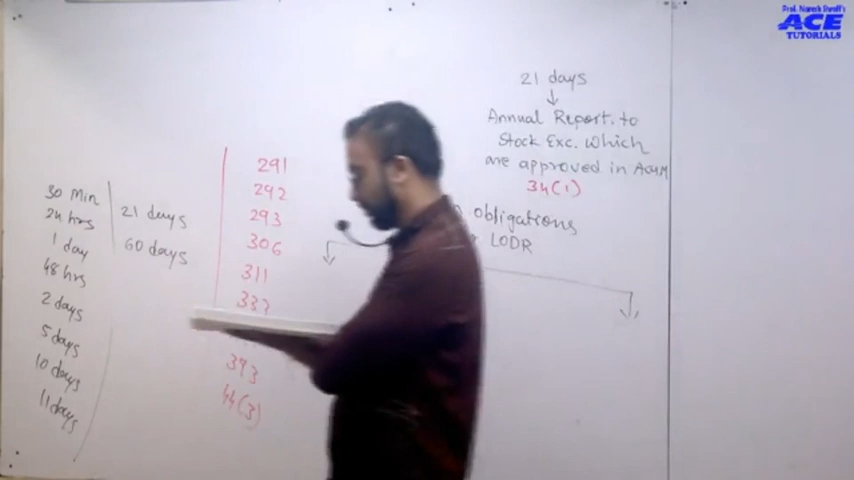 Prof. Naresh Shroff's
ACE
TUTORIALS
30 Min
24 hrs
1 day
48 hrs
2 days
5 days
10 days
11 days
21 days
60 days
291
292
293
306
311
337
393
44(3)
21 days
↓
Annual Report to
Stock Exc. which
are approved in AGM
34(1)
obligations
LODR